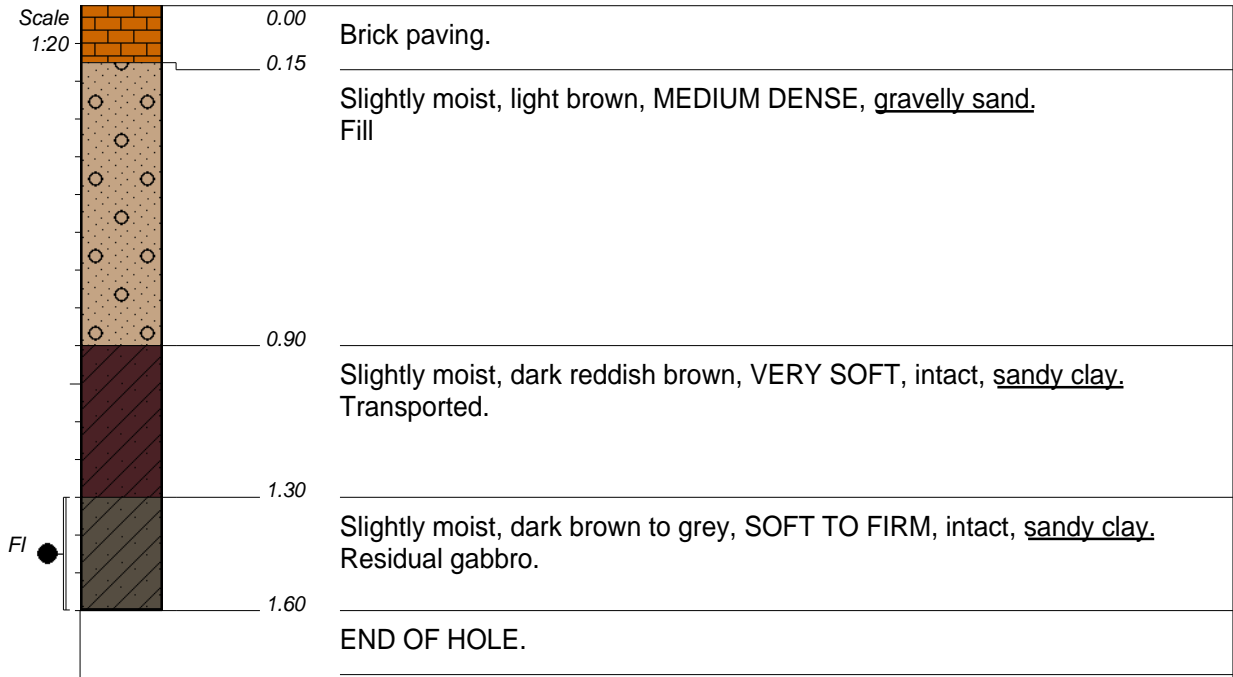 Scale
1:20
0.00
Brick paving.
0.15
Slightly moist, light brown, MEDIUM DENSE, gravelly sand.
Fill
0.90
Slightly moist, dark reddish brown, VERY SOFT, intact, sandy clay.
Transported.
1.30
Slightly moist, dark brown to grey, SOFT TO FIRM, intact, sandy clay.
Residual gabbro.
FI
1.60
END OF HOLE.